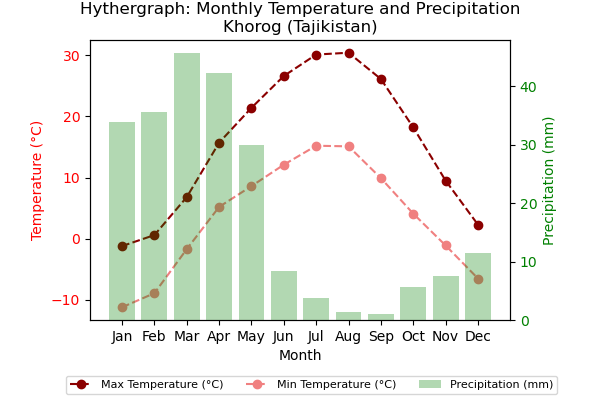 Hythergraph: Monthly Temperature and Precipitation
Khorog (Tajikistan)
30
20
10
0
−10
Temperature (°C)
40
30
20
10
0
Precipitation (mm)
Jan Feb Mar Apr May Jun Jul Aug Sep Oct Nov Dec
Month
Max Temperature (°C) Min Temperature (°C) Precipitation (mm)